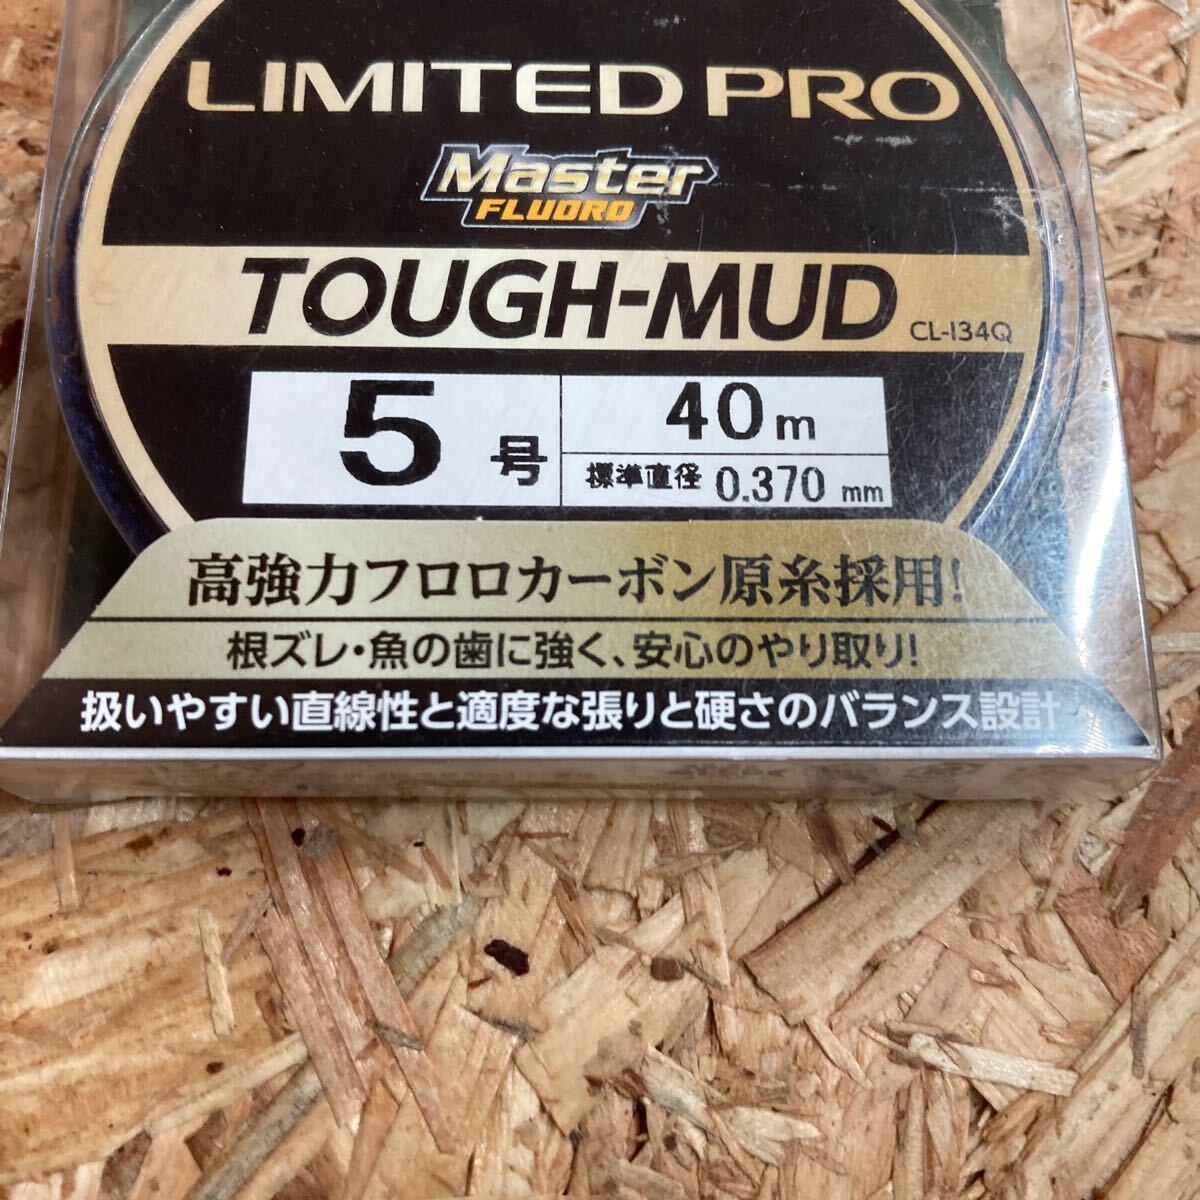 LIMITED PRO
Master
FLUORO
TOUGH-MUD CL-I34Q
5号
40m
標準直径 0.370 mm
高強力フロロカーボン原糸採用!
根ズレ・魚の歯に強く、安心のやり取り!
扱いやすい直線性と適度な張りと硬さのバランス設計